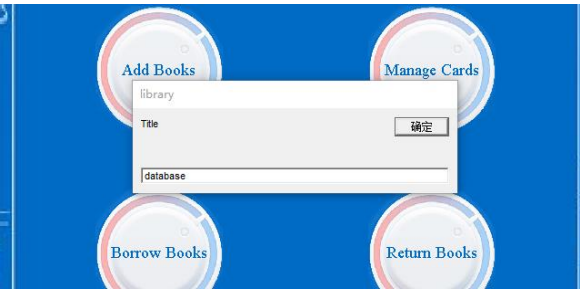 Add Books
Manage Cards
library
Title
确定
database
Borrow Books
Return Books